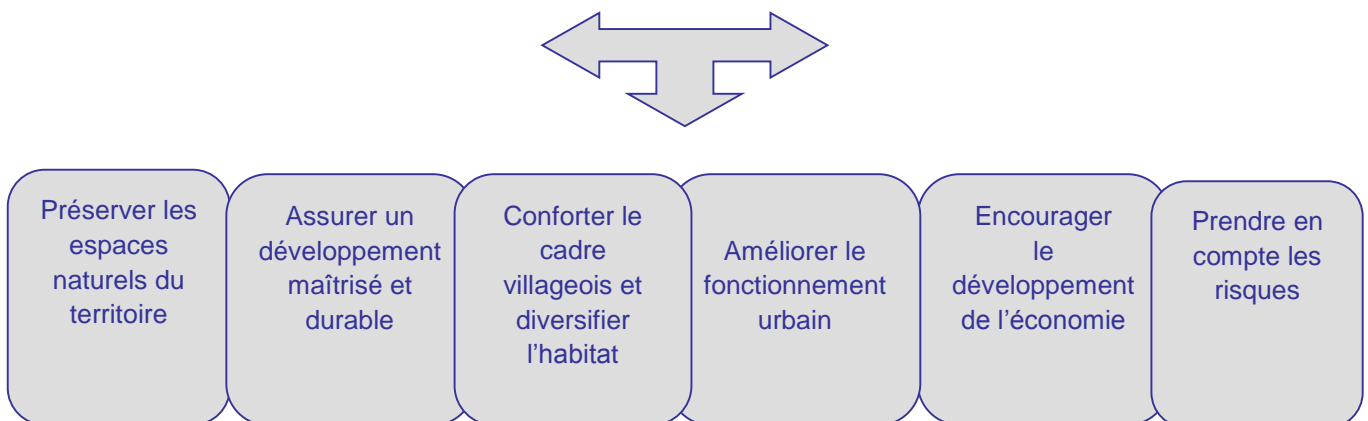 Préserver les
espaces
naturels du
territoire
Assurer un
développement
maîtrisé et
durable
Conforter le
cadre
villageois et
diversifier
l’habitat
Améliorer le
fonctionnement
urbain
Encourager
le
développement
de l’économie
Prendre en
compte les
risques